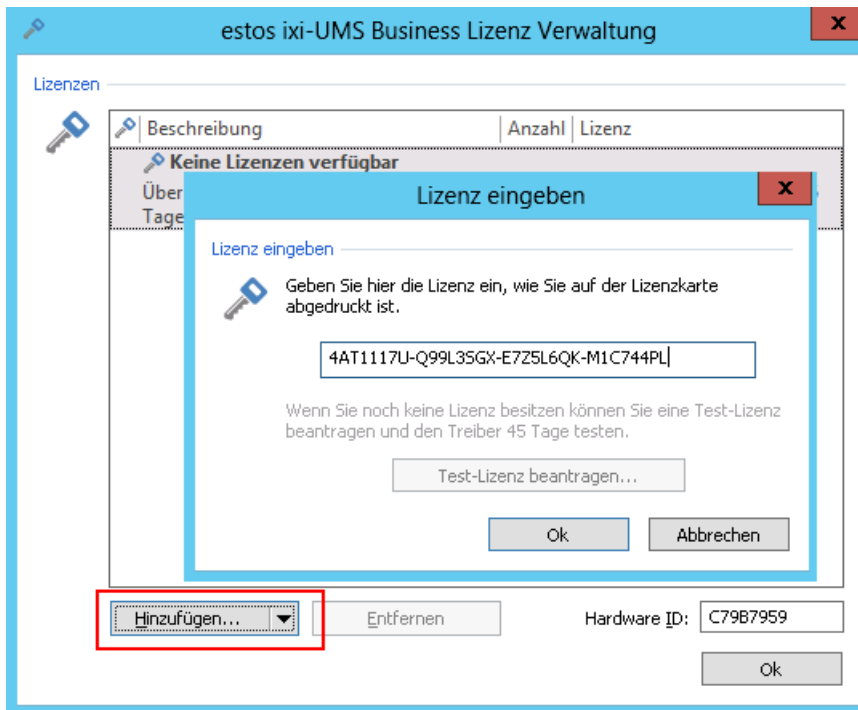 estos ixi-UMS Business Lizenz Verwaltung
x
Lizenzen
Beschreibung Anzahl Lizenz
Keine Lizenzen verfügbar
Über
Tage
Lizenz eingeben
x
Lizenz eingeben
Geben Sie hier die Lizenz ein, wie Sie auf der Lizenzkarte
abgedruckt ist.
4AT1117U-Q99L3SGX-E7Z5L6QK-M1C744PL
Wenn Sie noch keine Lizenz besitzen können Sie eine Test-Lizenz
beantragen und den Treiber 45 Tage testen.
Test-Lizenz beantragen...
Ok Abbrechen
Hinzufügen... Entfernen Hardware ID: C79B7959
Ok